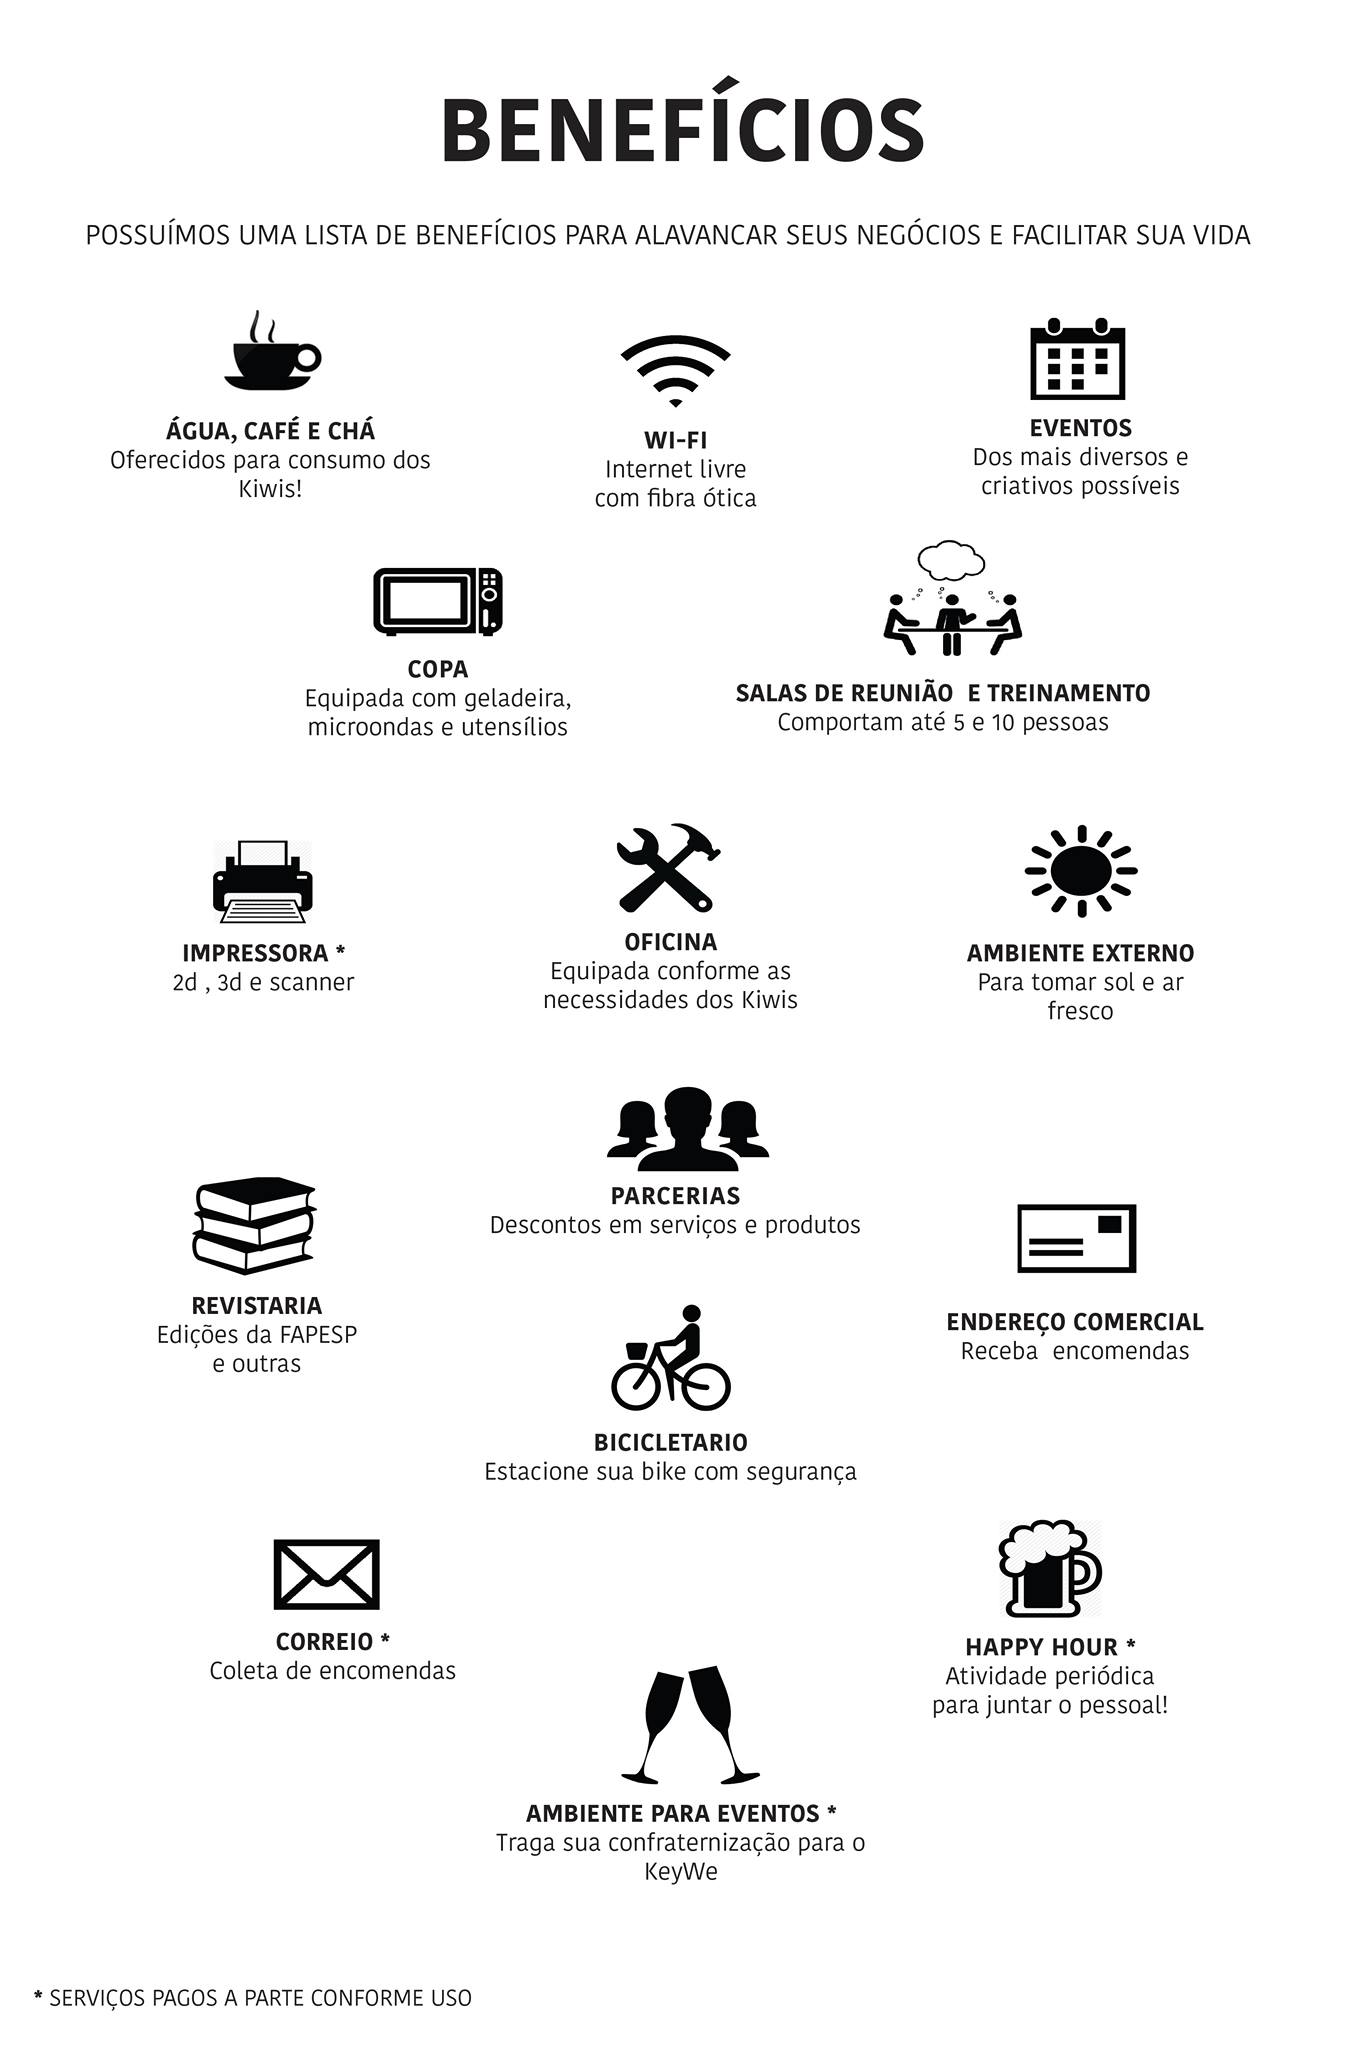 BENEFÍCIOS
POSSUÍMOS UMA LISTA DE BENEFÍCIOS PARA ALAVANCAR SEUS NEGÓCIOS E FACILITAR SUA VIDA
ÁGUA, CAFÉ E CHÁ
Oferecidos para consumo dos
Kiwis!
WI-FI
Internet livre
com fibra ótica
EVENTOS
Dos mais diversos e
criativos possíveis
COPA
Equipada com geladeira,
microondas e utensílios
SALAS DE REUNIÃO E TREINAMENTO
Comportam até 5 e 10 pessoas
IMPRESSORA *
2d , 3d e scanner
OFICINA
Equipada conforme as
necessidades dos Kiwis
AMBIENTE EXTERNO
Para tomar sol e ar
fresco
PARCERIAS
Descontos em serviços e produtos
REVISTARIA
Edições da FAPESP
e outras
ENDEREÇO COMERCIAL
Receba encomendas
BICICLETARIO
Estacione sua bike com segurança
CORREIO *
Coleta de encomendas
HAPPY HOUR *
Atividade periódica
para juntar o pessoal!
AMBIENTE PARA EVENTOS *
Traga sua confraternização para o
KeyWe
* SERVIÇOS PAGOS A PARTE CONFORME USO